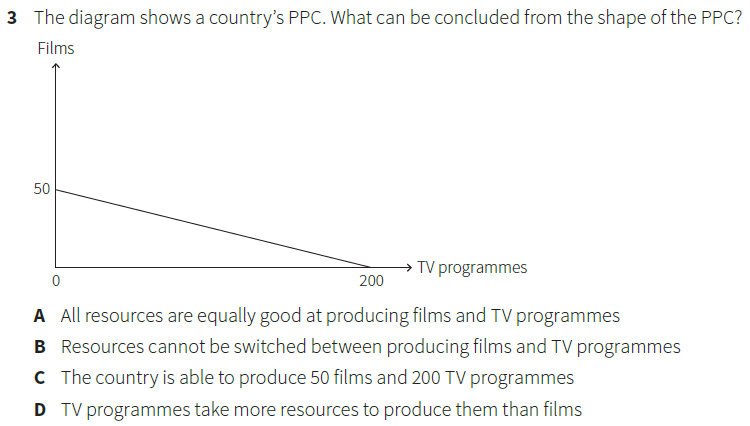 3 The diagram shows a country's PPC. What can be concluded from the shape of the PPC?
Films
50
TV programmes
0
200
A All resources are equally good at producing films and TV programmes
B Resources cannot be switched between producing films and TV programmes
C The country is able to produce 50 films and 200 TV programmes
D TV programmes take more resources to produce them than films